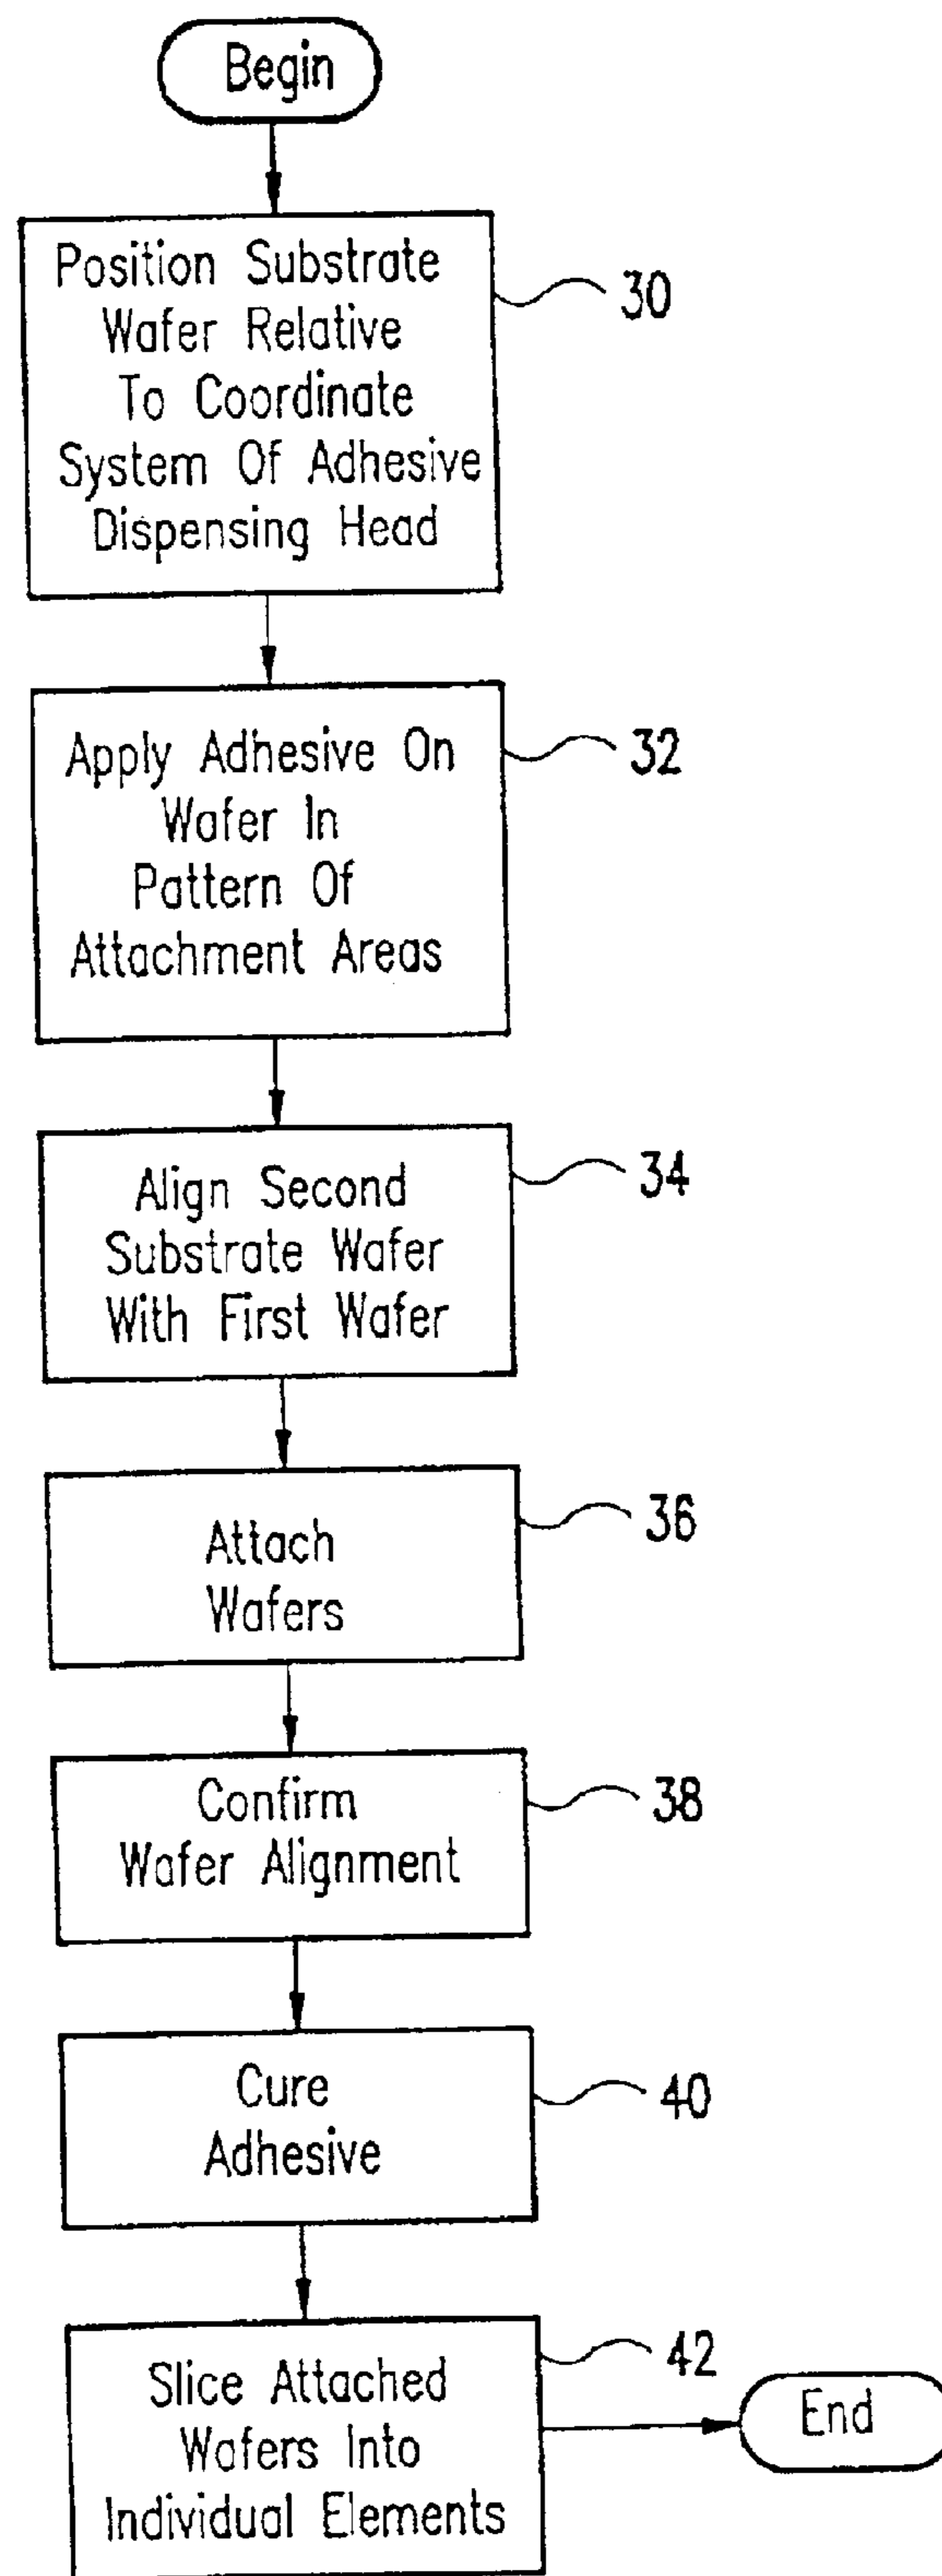 Begin
Position Substrate
Wafer Relative
To Coordinate
System Of Adhesive
Dispensing Head
30
Apply Adhesive On
Wafer In
Pattern Of
Attachment Areas
32
Align Second
Substrate Wafer
With First Wafer
34
Attach
Wafers
36
Confirm
Wafer Alignment
38
Cure
Adhesive
40
Slice Attached
Wafers Into
Individual Elements
42
End